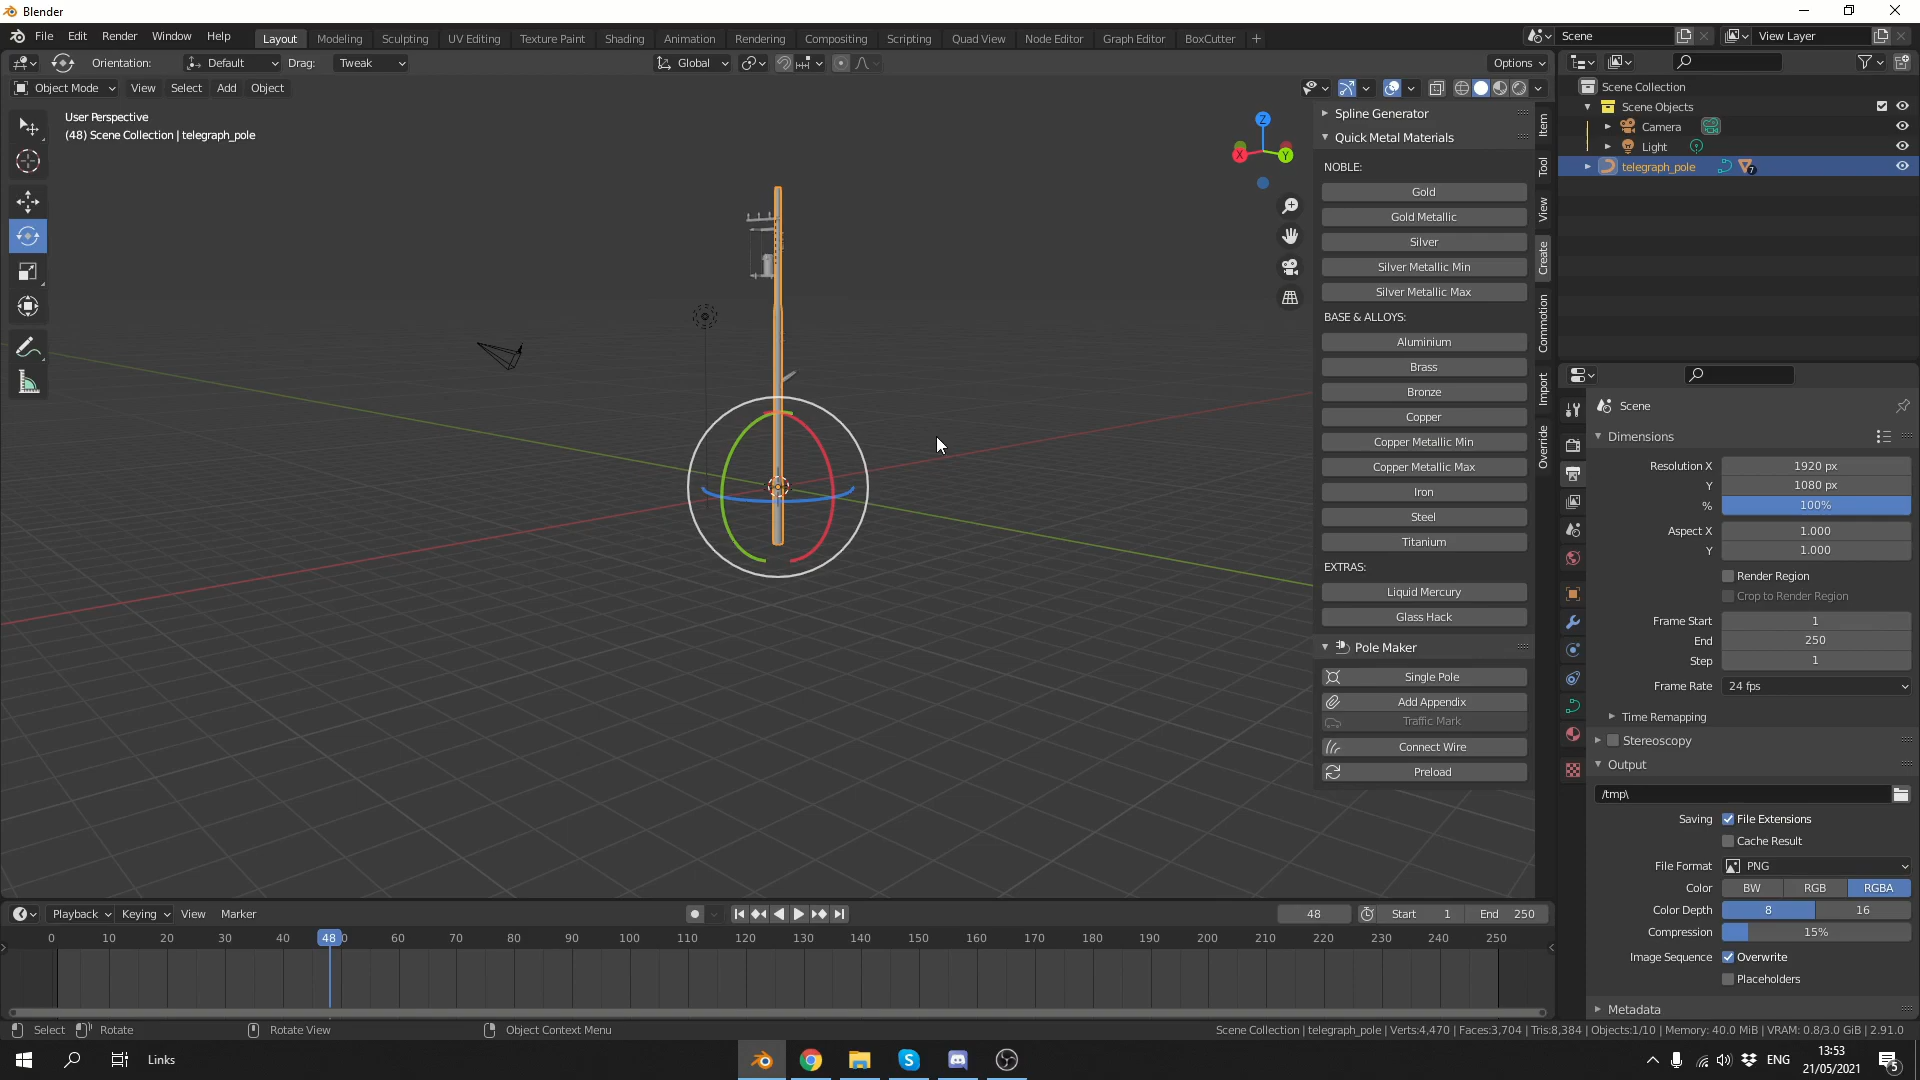 Blender
File Edit Render Window Help Layout Modeling Sculpting UV Editing Texture Paint Shading Animation Rendering Compositing Scripting Quad View Node Editor Graph Editor BoxCutter + Scene View Layer
Orientation: Default Drag: Tweak Global Options
Object Mode View Select Add Object
User Perspective
(48) Scene Collection | telegraph_pole
Z
X
Y
Spline Generator
Quick Metal Materials
NOBLE:
Gold
Gold Metallic
Silver
Silver Metallic Min
Silver Metallic Max
BASE & ALLOYS:
Aluminium
Brass
Bronze
Copper
Copper Metallic Min
Copper Metallic Max
Iron
Steel
Titanium
EXTRAS:
Liquid Mercury
Glass Hack
Pole Maker
Single Pole
Add Appendix
Traffic Mark
Connect Wire
Preload
Item
Tool
View
Create
Commotion
Import
Override
Scene Collection
Scene Objects
Camera
Light
telegraph_pole 7
Scene
Dimensions
Resolution X 1920 px
Y 1080 px
% 100%
Aspect X 1.000
Y 1.000
Render Region
Crop to Render Region
Frame Start 1
End 250
Step 1
Frame Rate 24 fps
Time Remapping
Stereoscopy
Output
/tmp\
Saving File Extensions
Cache Result
File Format PNG
Color BW RGB RGBA
Color Depth 8 16
Compression 15%
Image Sequence Overwrite
Placeholders
Metadata
Playback Keying View Marker 48 Start 1 End 250
0 10 20 30 40 48 0 60 70 80 90 100 110 120 130 140 150 160 170 180 190 200 210 220 230 240 250
Select Rotate Rotate View Object Context Menu Scene Collection | telegraph_pole | Verts:4,470 | Faces:3,704 | Tris:8,384 | Objects:1/10 | Memory: 40.0 MiB | VRAM: 0.8/3.0 GiB | 2.91.0
Links ENG
13:53
21/05/2021
5